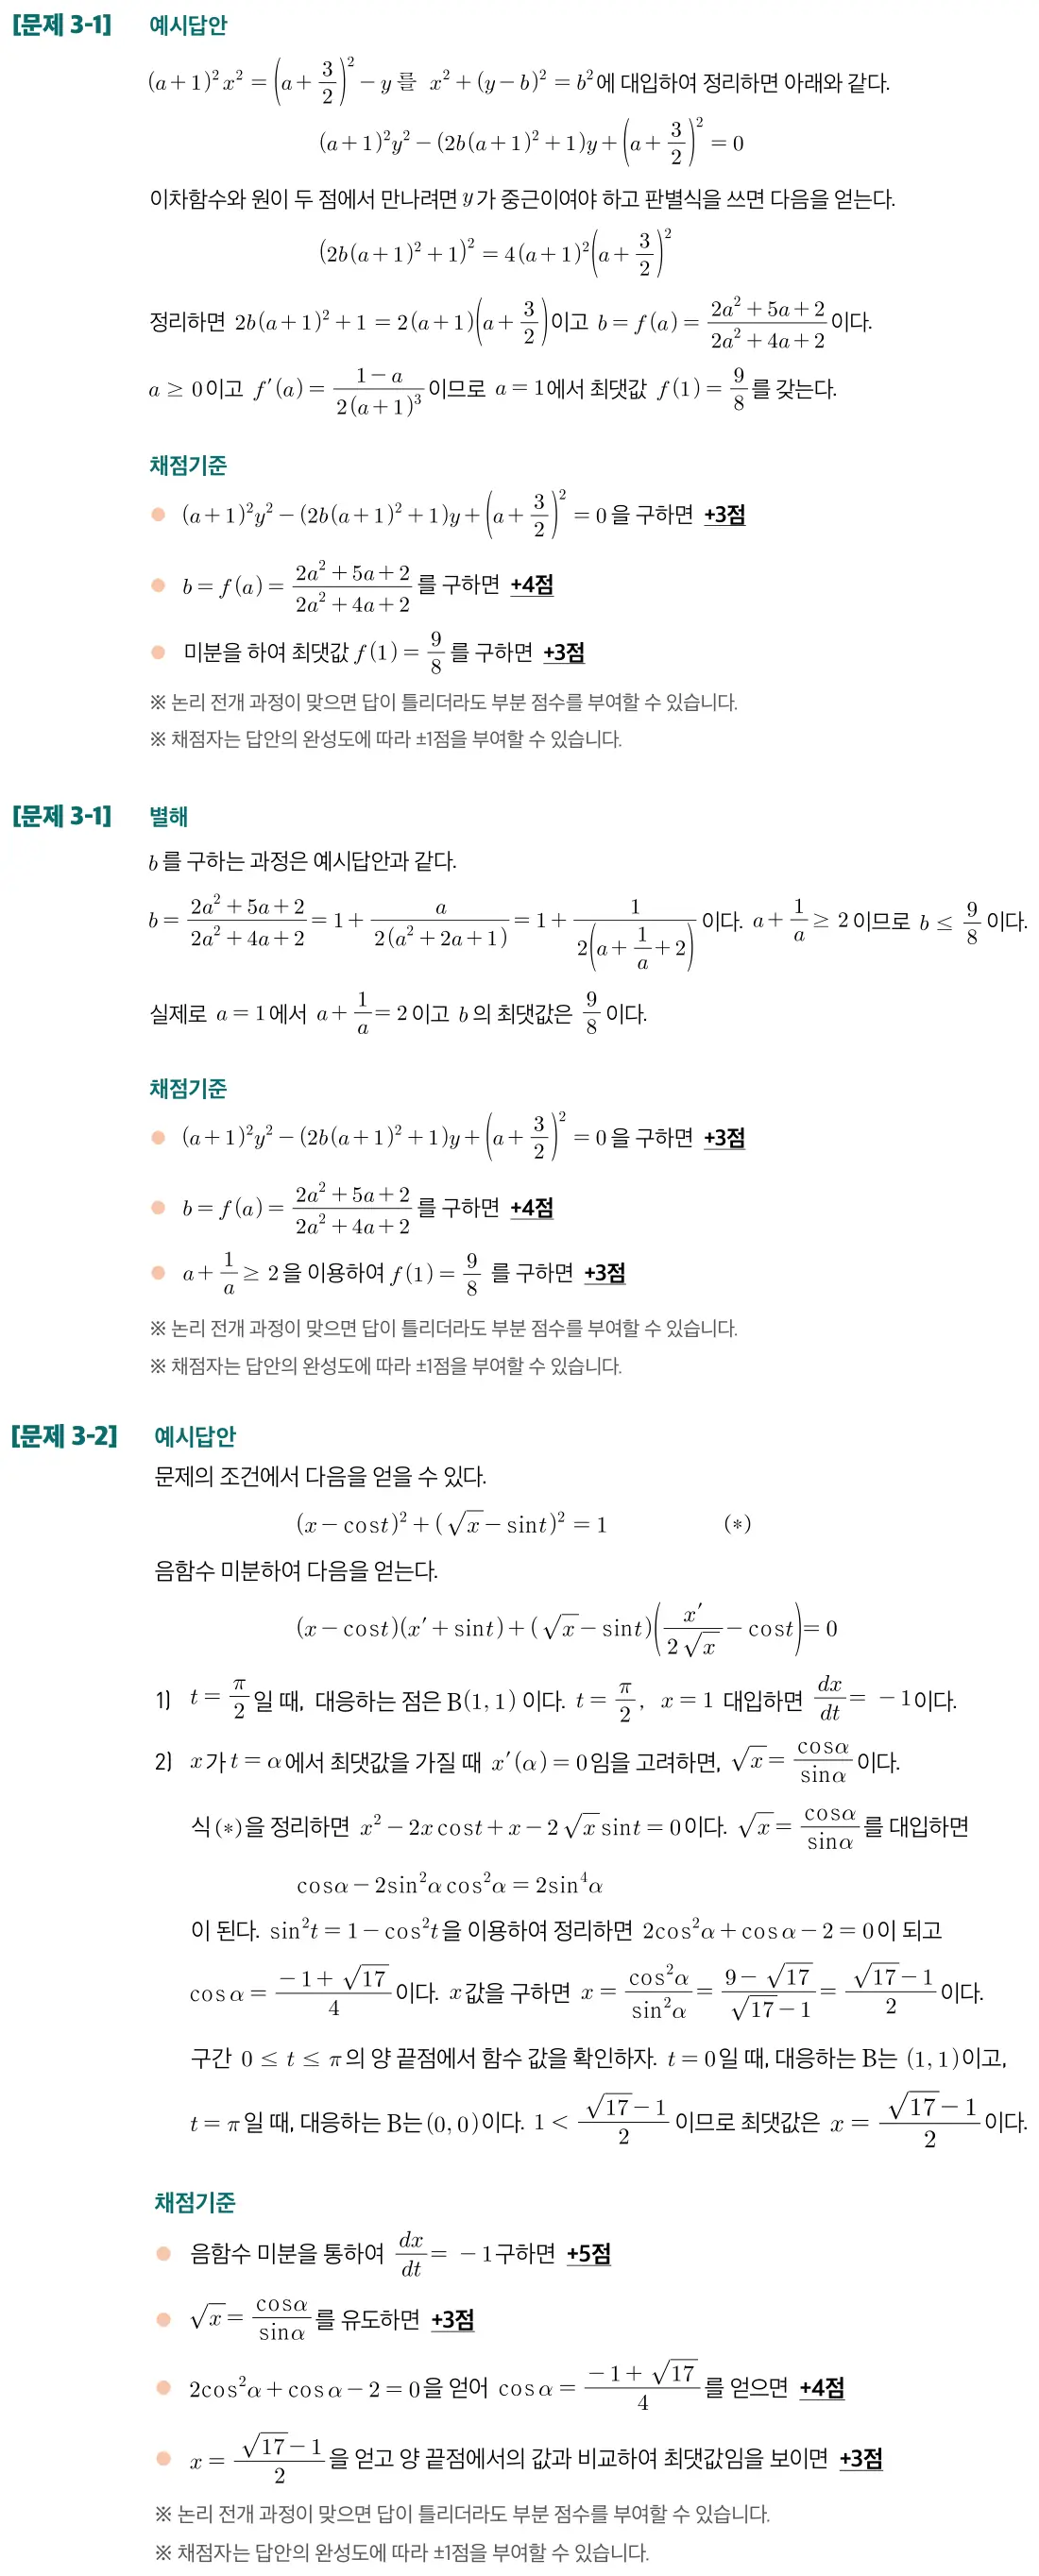 [문제 3-1] 예시답안
(a+1)²x² = (a+3/2)² − y 를 x² + (y−b)² = b²에 대입하여 정리하면 아래와 같다.
(a+1)²y² − (2b(a+1)² + 1)y + (a+3/2)² = 0
이차함수와 원이 두 점에서 만나려면 y가 중근이여야 하고 판별식을 쓰면 다음을 얻는다.
(2b(a+1)² + 1)² = 4(a+1)²(a+3/2)²
정리하면 2b(a+1)² + 1 = 2(a+1)(a+3/2)이고 b = f(a) = (2a² + 5a + 2)/(2a² + 4a + 2)이다.
a ≥ 0이고 f′(a) = (1−a)/(2(a+1)³)이므로 a = 1에서 최댓값 f(1) = 9/8를 갖는다.
채점기준
● (a+1)²y² − (2b(a+1)² + 1)y + (a+3/2)² = 0 을 구하면 +3점
● b = f(a) = (2a² + 5a + 2)/(2a² + 4a + 2) 를 구하면 +4점
● 미분을 하여 최댓값 f(1) = 9/8 를 구하면 +3점
※ 논리 전개 과정이 맞으면 답이 틀리더라도 부분 점수를 부여할 수 있습니다.
※ 채점자는 답안의 완성도에 따라 ±1점을 부여할 수 있습니다.
[문제 3-1] 별해
b 를 구하는 과정은 예시답안과 같다.
b = (2a² + 5a + 2)/(2a² + 4a + 2) = 1 + a/(2(a² + 2a + 1)) = 1 + 1/(2(a + 1/a + 2)) 이다. a + 1/a ≥ 2 이므로 b ≤ 9/8 이다.
실제로 a = 1에서 a + 1/a = 2 이고 b 의 최댓값은 9/8 이다.
채점기준
● (a+1)²y² − (2b(a+1)² + 1)y + (a+3/2)² = 0 을 구하면 +3점
● b = f(a) = (2a² + 5a + 2)/(2a² + 4a + 2) 를 구하면 +4점
● a + 1/a ≥ 2 을 이용하여 f(1) = 9/8 를 구하면 +3점
※ 논리 전개 과정이 맞으면 답이 틀리더라도 부분 점수를 부여할 수 있습니다.
※ 채점자는 답안의 완성도에 따라 ±1점을 부여할 수 있습니다.
[문제 3-2] 예시답안
문제의 조건에서 다음을 얻을 수 있다.
(x − cost)² + (√x − sint)² = 1 (*)
음함수 미분하여 다음을 얻는다.
(x − cost)(x′ + sint) + (√x − sint)(x′/(2√x) − cost) = 0
1) t = π/2 일 때, 대응하는 점은 B(1, 1) 이다. t = π/2, x = 1 대입하면 dx/dt = −1이다.
2) x가 t = α에서 최댓값을 가질 때 x′(α) = 0임을 고려하면, √x = cosα/sinα 이다.
식(*)을 정리하면 x² − 2xcost + x − 2√x sint = 0이다. √x = cosα/sinα 를 대입하면
cosα − 2sin²αcos²α = 2sin⁴α
이 된다. sin²t = 1 − cos²t을 이용하여 정리하면 2cos²α + cosα − 2 = 0이 되고
cosα = (−1 + √17)/4 이다. x값을 구하면 x = cos²α/sin²α = (9 − √17)/(√17 − 1) = (√17 − 1)/2 이다.
구간 0 ≤ t ≤ π의 양 끝점에서 함수 값을 확인하자. t = 0일 때, 대응하는 B는 (1, 1)이고,
t = π일 때, 대응하는 B는(0, 0)이다. 1 < (√17 − 1)/2 이므로 최댓값은 x = (√17 − 1)/2 이다.
채점기준
● 음함수 미분을 통하여 dx/dt = −1구하면 +5점
● √x = cosα/sinα 를 유도하면 +3점
● 2cos²α + cosα − 2 = 0을 얻어 cosα = (−1 + √17)/4 를 얻으면 +4점
● x = (√17 − 1)/2 을 얻고 양 끝점에서의 값과 비교하여 최댓값임을 보이면 +3점
※ 논리 전개 과정이 맞으면 답이 틀리더라도 부분 점수를 부여할 수 있습니다.
※ 채점자는 답안의 완성도에 따라 ±1점을 부여할 수 있습니다.